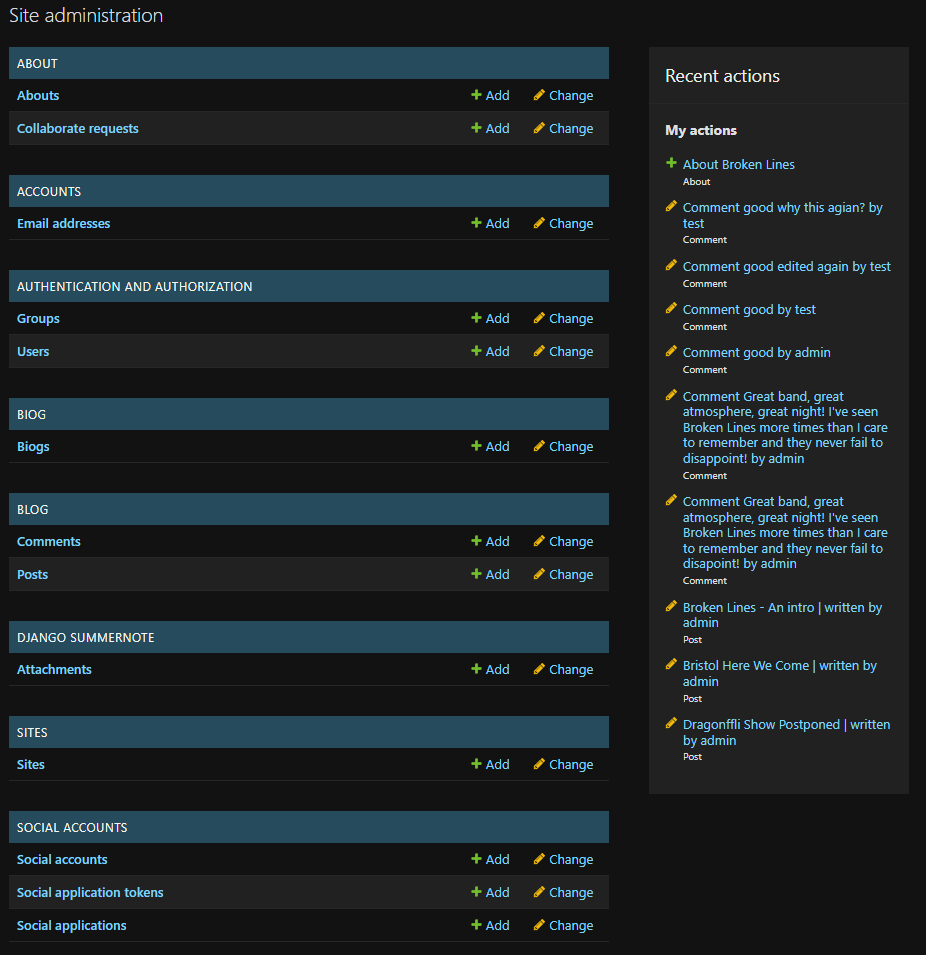 Site administration
ABOUT
Abouts Add Change
Collaborate requests Add Change
ACCOUNTS
Email addresses Add Change
AUTHENTICATION AND AUTHORIZATION
Groups Add Change
Users Add Change
BIOG
Biogs Add Change
BLOG
Comments Add Change
Posts Add Change
DJANGO SUMMERNOTE
Attachments Add Change
SITES
Sites Add Change
SOCIAL ACCOUNTS
Social accounts Add Change
Social application tokens Add Change
Social applications Add Change
Recent actions
My actions
About Broken Lines
About
Comment good why this agian? by
test
Comment
Comment good edited again by test
Comment
Comment good by test
Comment
Comment good by admin
Comment
Comment Great band, great
atmosphere, great night! I've seen
Broken Lines more times than I care
to remember and they never fail to
disappoint! by admin
Comment
Comment Great band, great
atmosphere, great night! I've seen
Broken Lines more times than I care
to remember and they never fail to
disapoint! by admin
Comment
Broken Lines - An intro | written by
admin
Post
Bristol Here We Come | written by
admin
Post
Dragonffli Show Postponed | written
by admin
Post